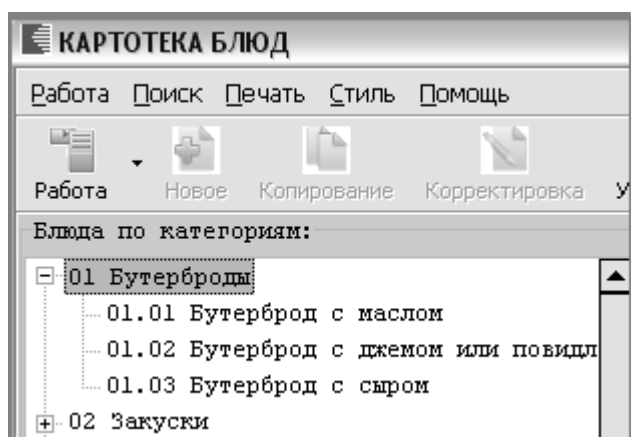 КАРТОТЕКА БЛЮД
Работа Поиск Печать Стиль Помощь
Работа Новое Копирование Корректировка У
Блюда по категориям:
01 Бутерброды
01.01 Бутерброд с маслом
01.02 Бутерброд с джемом или повидл
01.03 Бутерброд с сыром
02 Закуски